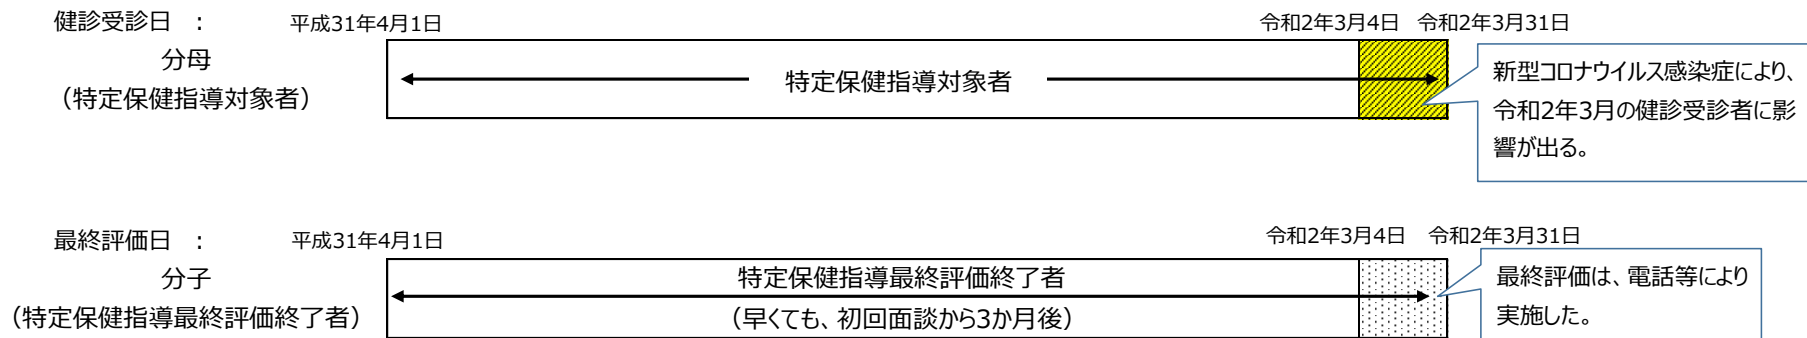 健診受診日 : 平成31年4月1日 令和2年3月4日 令和2年3月31日
分母
(特定保健指導対象者)
特定保健指導対象者
新型コロナウイルス感染症により、
令和2年3月の健診受診者に影
響が出る。
最終評価日 : 平成31年4月1日 令和2年3月4日 令和2年3月31日
分子
(特定保健指導最終評価終了者)
特定保健指導最終評価終了者
(早くても、初回面談から3か月後)
最終評価は、電話等により
実施した。